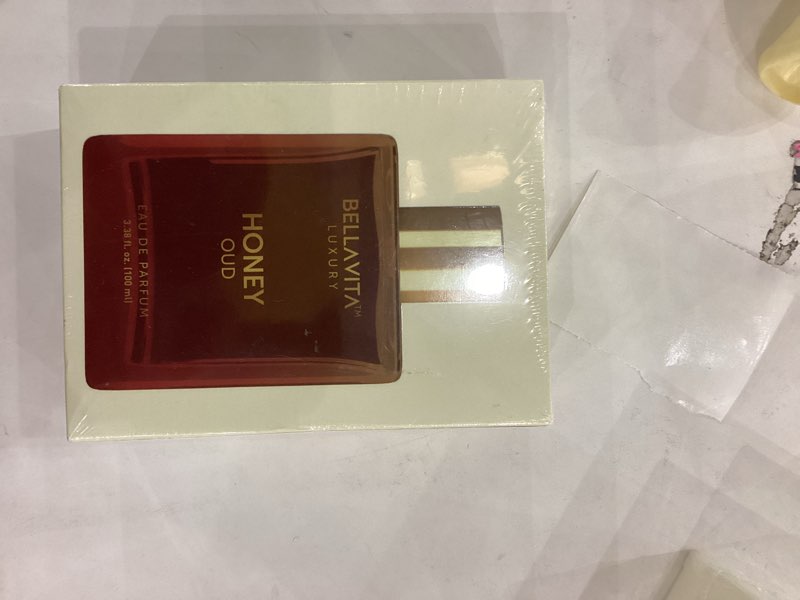 BELLAVITA™
LUXURY
HONEY
OUD
EAU DE PARFUM
3.38 fl. oz. (100 ml)